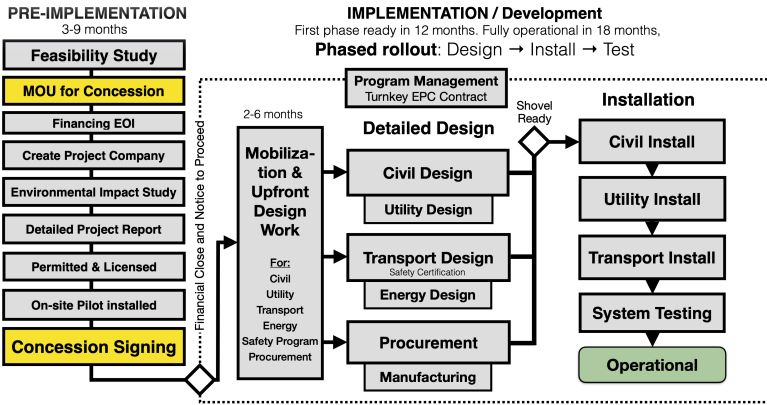 PRE-IMPLEMENTATION
3-9 months
Feasibility Study
MOU for Concession
Financing EOI
Create Project Company
Environmental Impact Study
Detailed Project Report
Permitted & Licensed
On-site Pilot installed
Concession Signing
Financial Close and Notice to Proceed
IMPLEMENTATION / Development
First phase ready in 12 months. Fully operational in 18 months,
Phased rollout: Design → Install → Test
Program Management
Turnkey EPC Contract
2-6 months
Mobiliza-
tion &
Upfront
Design
Work
For:
Civil
Utility
Transport
Energy
Safety Program
Procurement
Detailed Design
Civil Design
Utility Design
Transport Design
Safety Certification
Energy Design
Procurement
Manufacturing
Shovel
Ready
Installation
Civil Install
Utility Install
Transport Install
System Testing
Operational